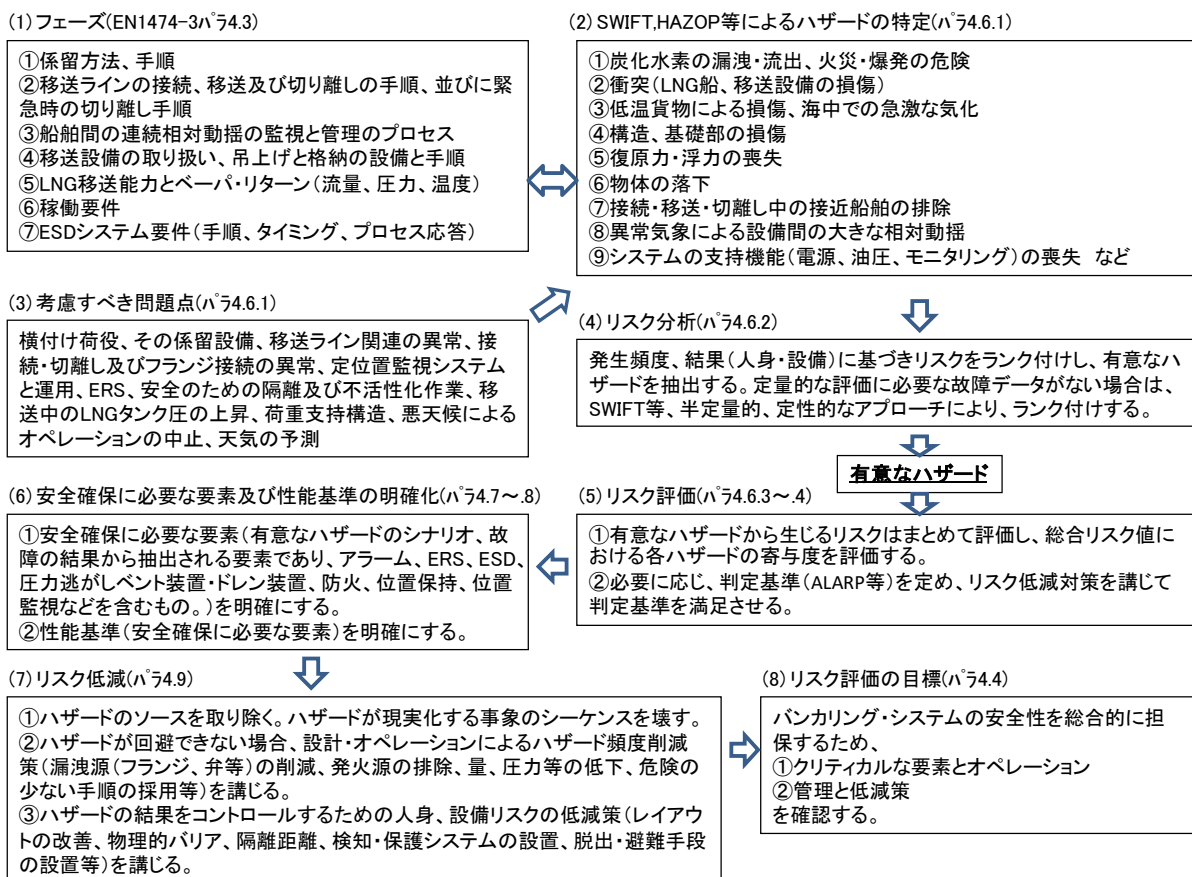 (1)フェーズ(EN1474-3ﾊﾟﾗ4.3)
①係留方法、手順
②移送ラインの接続、移送及び切り離しの手順、並びに緊
急時の切り離し手順
③船舶間の連続相対動揺の監視と管理のプロセス
④移送設備の取り扱い、吊上げと格納の設備と手順
⑤LNG移送能力とベーパ・リターン(流量、圧力、温度)
⑥稼働要件
⑦ESDシステム要件(手順、タイミング、プロセス応答)
(2)SWIFT,HAZOP等によるハザードの特定(ﾊﾟﾗ4.6.1)
①炭化水素の漏洩・流出、火災・爆発の危険
②衝突(LNG船、移送設備の損傷)
③低温貨物による損傷、海中での急激な気化
④構造、基礎部の損傷
⑤復原力・浮力の喪失
⑥物体の落下
⑦接続・移送・切離し中の接近船舶の排除
⑧異常気象による設備間の大きな相対動揺
⑨システムの支持機能(電源、油圧、モニタリング)の喪失 など
(3)考慮すべき問題点(ﾊﾟﾗ4.6.1)
横付け荷役、その係留設備、移送ライン関連の異常、接
続・切離し及びフランジ接続の異常、定位置監視システム
と運用、ERS、安全のための隔離及び不活性化作業、移
送中のLNGタンク圧の上昇、荷重支持構造、悪天候による
オペレーションの中止、天気の予測
(4)リスク分析(ﾊﾟﾗ4.6.2)
発生頻度、結果(人身・設備)に基づきリスクをランク付けし、有意なハ
ザードを抽出する。定量的な評価に必要な故障データがない場合は、
SWIFT等、半定量的、定性的なアプローチにより、ランク付けする。
有意なハザード
(5)リスク評価(ﾊﾟﾗ4.6.3～.4)
①有意なハザードから生じるリスクはまとめて評価し、総合リスク値に
おける各ハザードの寄与度を評価する。
②必要に応じ、判定基準(ALARP等)を定め、リスク低減対策を講じて
判定基準を満足させる。
(6)安全確保に必要な要素及び性能基準の明確化(ﾊﾟﾗ4.7～.8)
①安全確保に必要な要素(有意なハザードのシナリオ、故
障の結果から抽出される要素であり、アラーム、ERS、ESD、
圧力逃がしベント装置・ドレン装置、防火、位置保持、位置
監視などを含むもの。)を明確にする。
②性能基準(安全確保に必要な要素)を明確にする。
(7)リスク低減(ﾊﾟﾗ4.9)
①ハザードのソースを取り除く。ハザードが現実化する事象のシーケンスを壊す。
②ハザードが回避できない場合、設計・オペレーションによるハザード頻度削減
策(漏洩源(フランジ、弁等)の削減、発火源の排除、量、圧力等の低下、危険の
少ない手順の採用等)を講じる。
③ハザードの結果をコントロールするための人身、設備リスクの低減策(レイアウ
トの改善、物理的バリア、隔離距離、検知・保護システムの設置、脱出・避難手段
の設置等)を講じる。
(8)リスク評価の目標(ﾊﾟﾗ4.4)
バンカリング・システムの安全性を総合的に担
保するため、
①クリティカルな要素とオペレーション
②管理と低減策
を確認する。